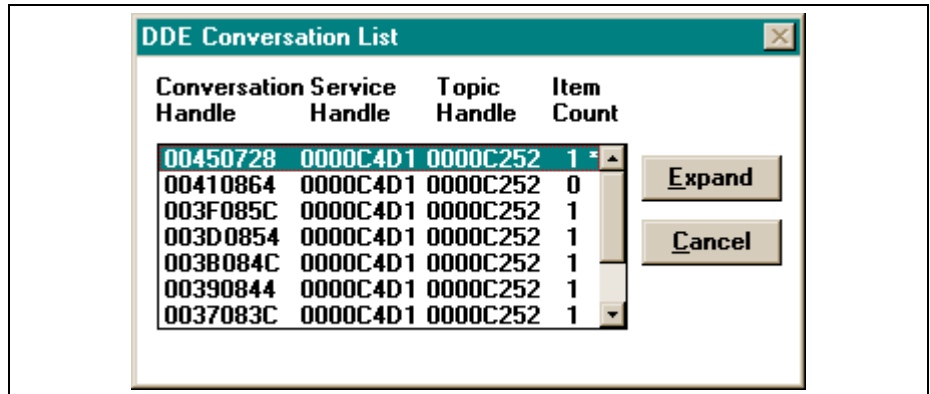 DDE Conversation List
Conversation Service Topic Item
Handle Handle Handle Count
00450728 0000C4D1 0000C252 1 *
00410864 0000C4D1 0000C252 0
003F085C 0000C4D1 0000C252 1
003D0854 0000C4D1 0000C252 1
003B084C 0000C4D1 0000C252 1
00390844 0000C4D1 0000C252 1
0037083C 0000C4D1 0000C252 1
Expand
Cancel